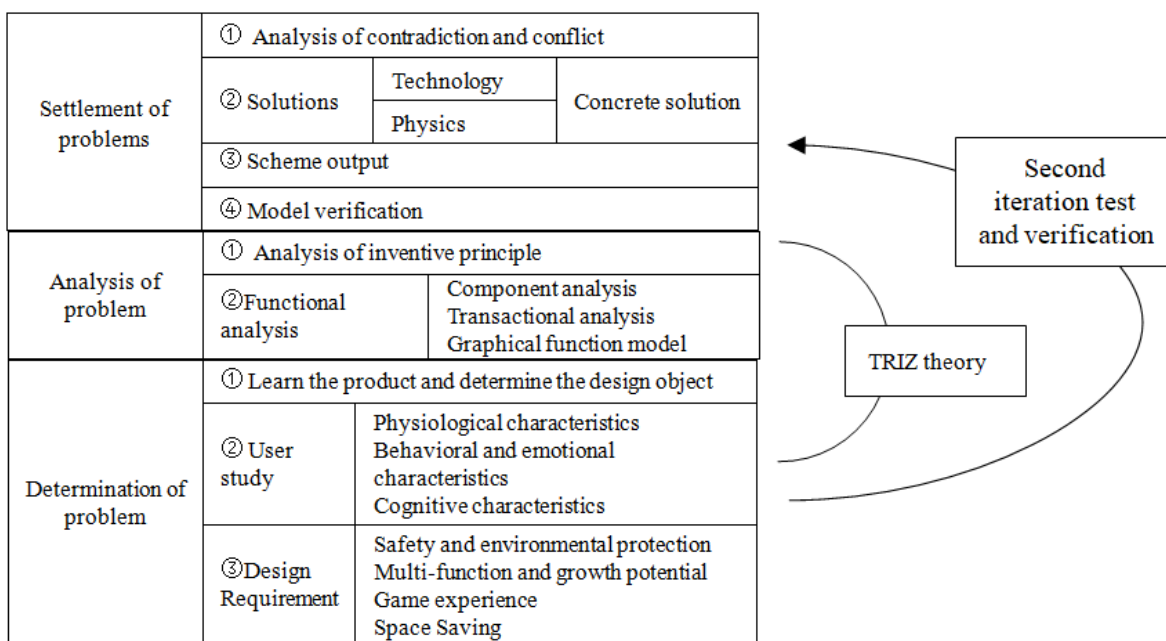 Settlement of
problems
① Analysis of contradiction and conflict
② Solutions
Technology
Physics
Concrete solution
③ Scheme output
④ Model verification
Analysis of
problem
① Analysis of inventive principle
②Functional
analysis
Component analysis
Transactional analysis
Graphical function model
Determination of
problem
① Learn the product and determine the design object
② User
study
Physiological characteristics
Behavioral and emotional
characteristics
Cognitive characteristics
③Design
Requirement
Safety and environmental protection
Multi-function and growth potential
Game experience
Space Saving
Second
iteration test
and verification
TRIZ theory